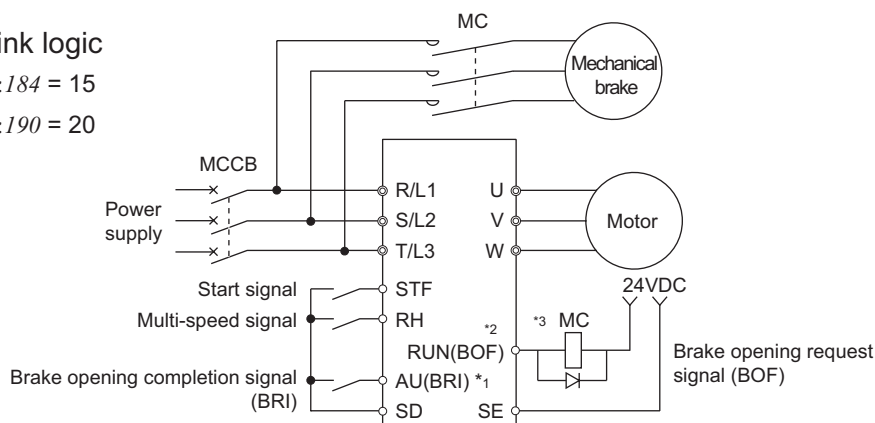 MC
ink logic
184 = 15
190 = 20
Mechanical
brake
MCCB
R/L1
U
S/L2
V
T/L3
W
Power
supply
Motor
Start signal
STF
24VDC
Multi-speed signal
RH
*2
*3 MC
RUN(BOF)
Brake opening request
signal (BOF)
Brake opening completion signal
(BRI)
AU(BRI) *1
SD
SE